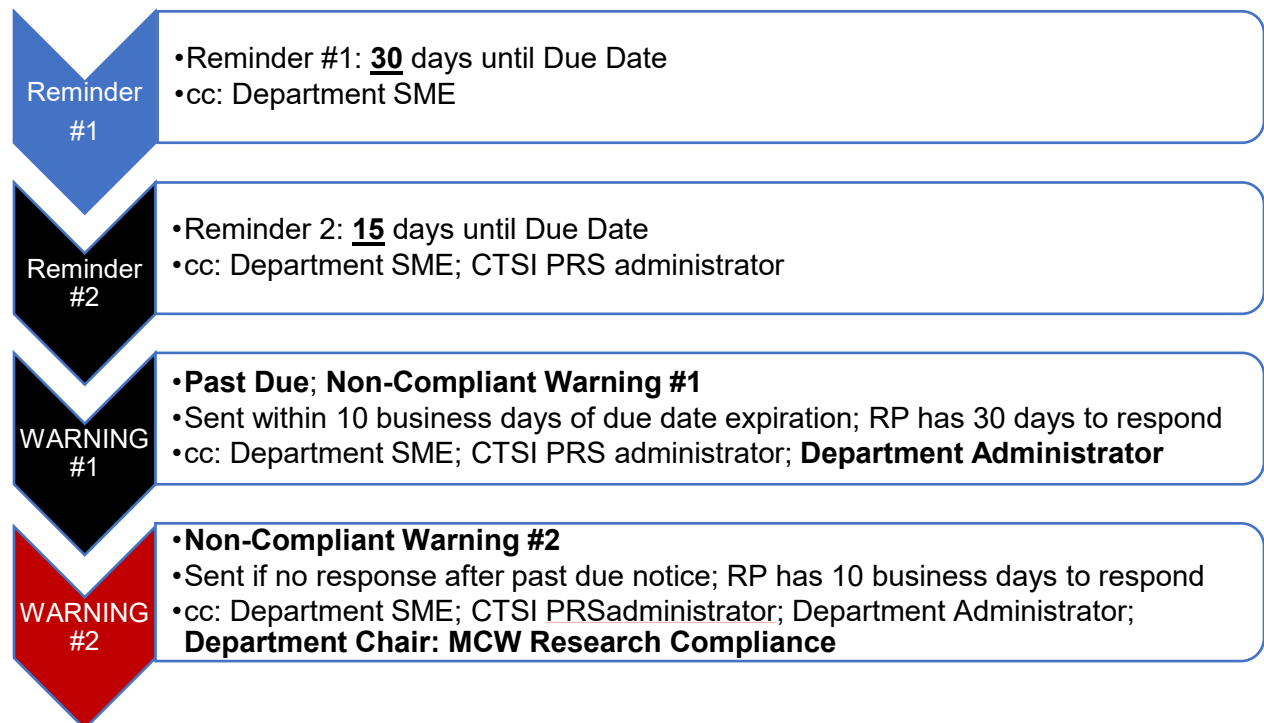 Reminder
#1
•Reminder #1: 30 days until Due Date
•cc: Department SME
Reminder
#2
•Reminder 2: 15 days until Due Date
•cc: Department SME; CTSI PRS administrator
WARNING
#1
•Past Due; Non-Compliant Warning #1
•Sent within 10 business days of due date expiration; RP has 30 days to respond
•cc: Department SME; CTSI PRS administrator; Department Administrator
WARNING
#2
•Non-Compliant Warning #2
•Sent if no response after past due notice; RP has 10 business days to respond
•cc: Department SME; CTSI PRSadministrator; Department Administrator;
Department Chair: MCW Research Compliance